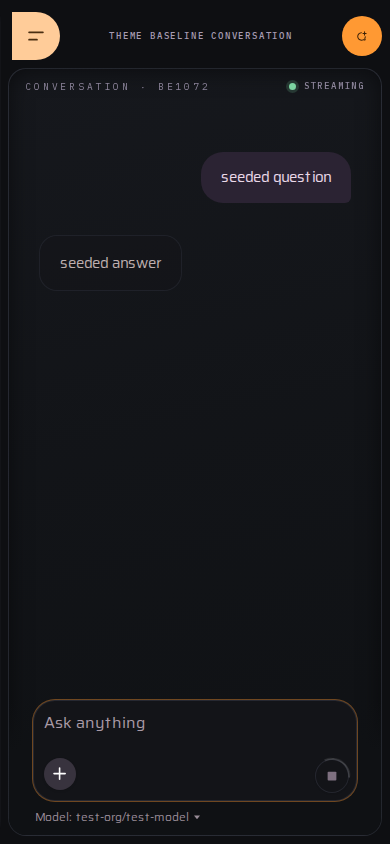 THEME BASELINE CONVERSATION
CONVERSATION - BE1072
STREAMING
seeded question
seeded answer
Ask anything
Model: test-org/test-model